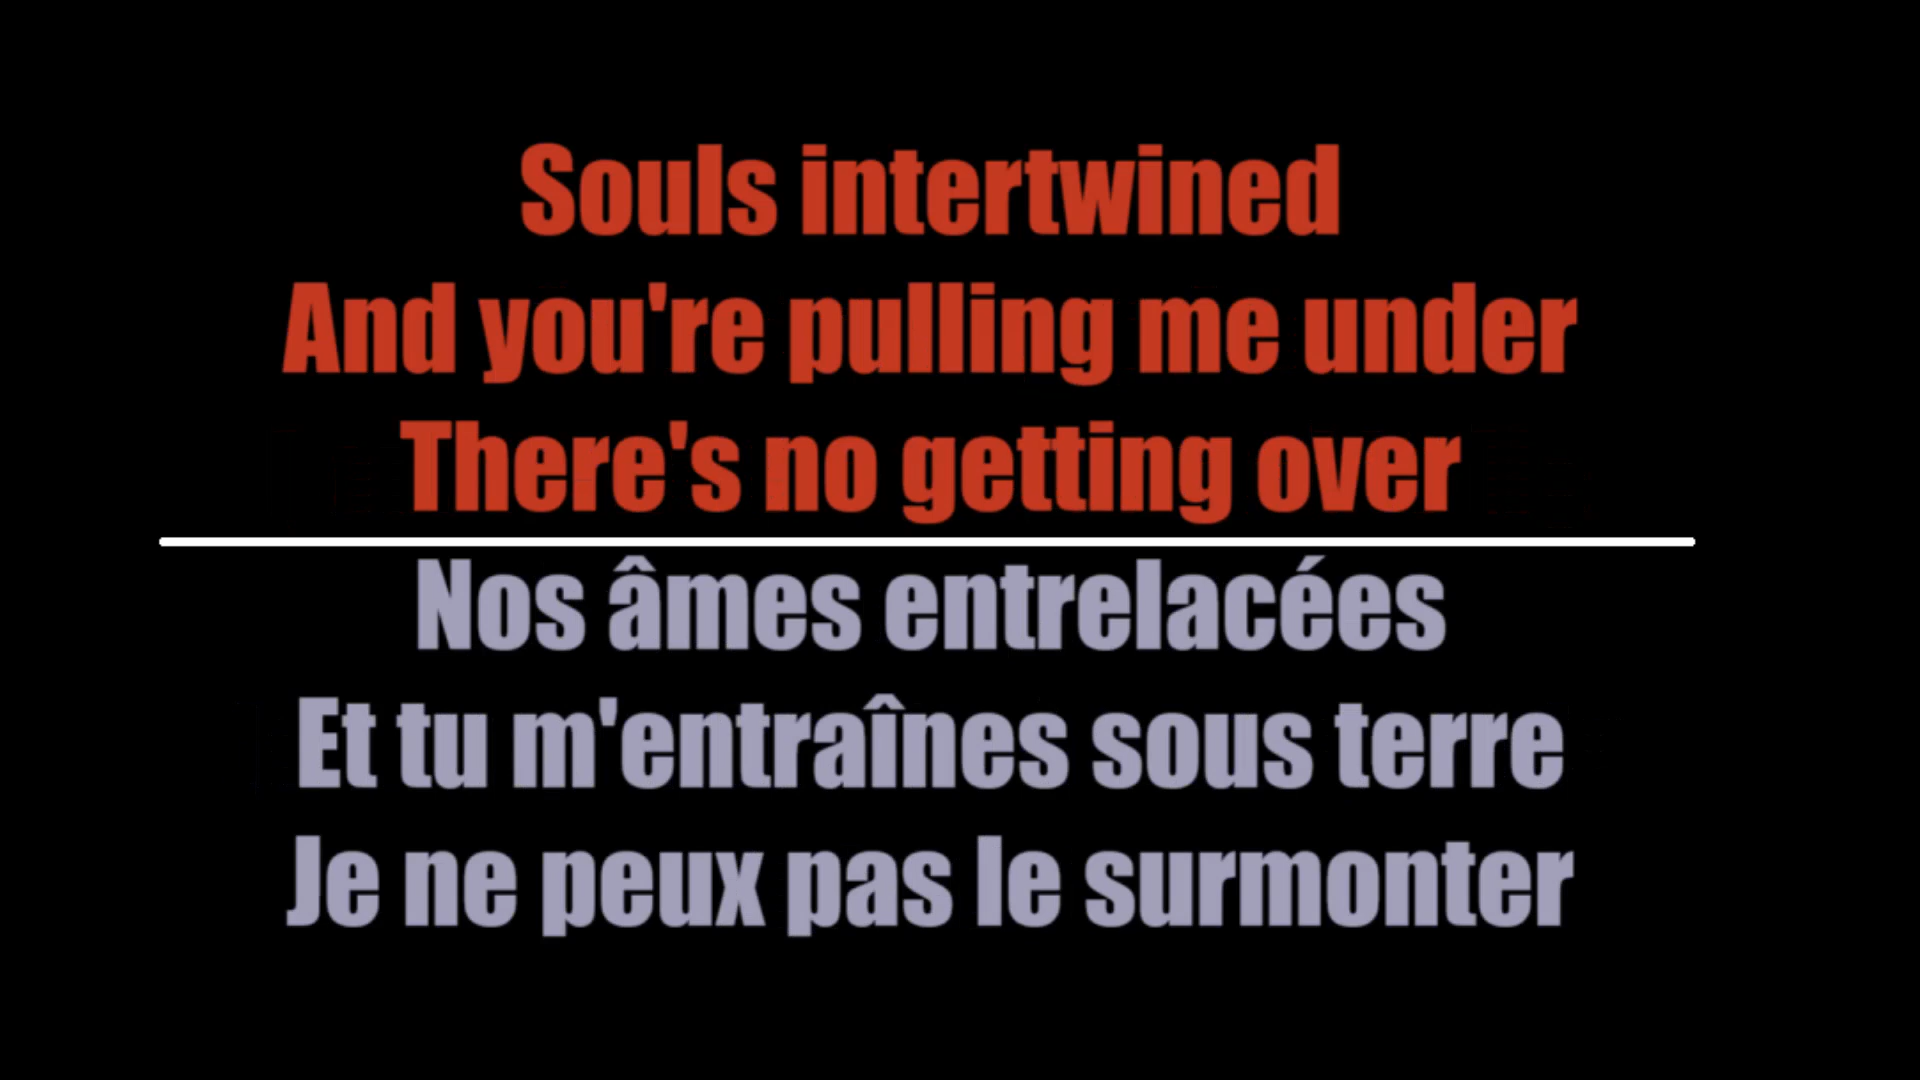 Souls intertwined
And you're pulling me under
There's no getting over
Nos âmes entrelacées
Et tu m'entraînes sous terre
Je ne peux pas le surmonter